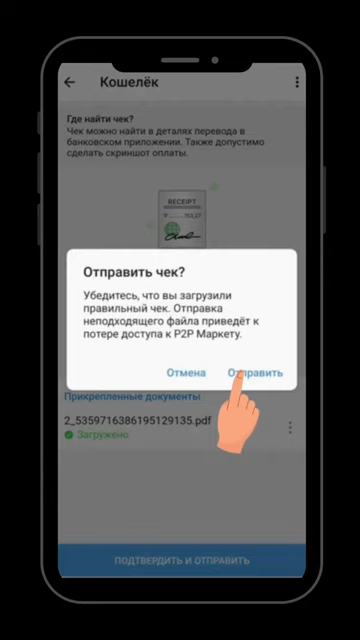 Кошелёк
Где найти чек?
Чек можно найти в деталях перевода в
банковском приложении. Также допустимо
сделать скриншот оплаты.
RECEIPT
Отправить чек?
Убедитесь, что вы загрузили
правильный чек. Отправка
неподходящего файла приведёт к
потере доступа к P2P Маркету.
Отмена
Отправить
Прикрепленные документы
2_5359716386195129135.pdf
Загружено
ПОДТВЕРДИТЬ И ОТПРАВИТЬ